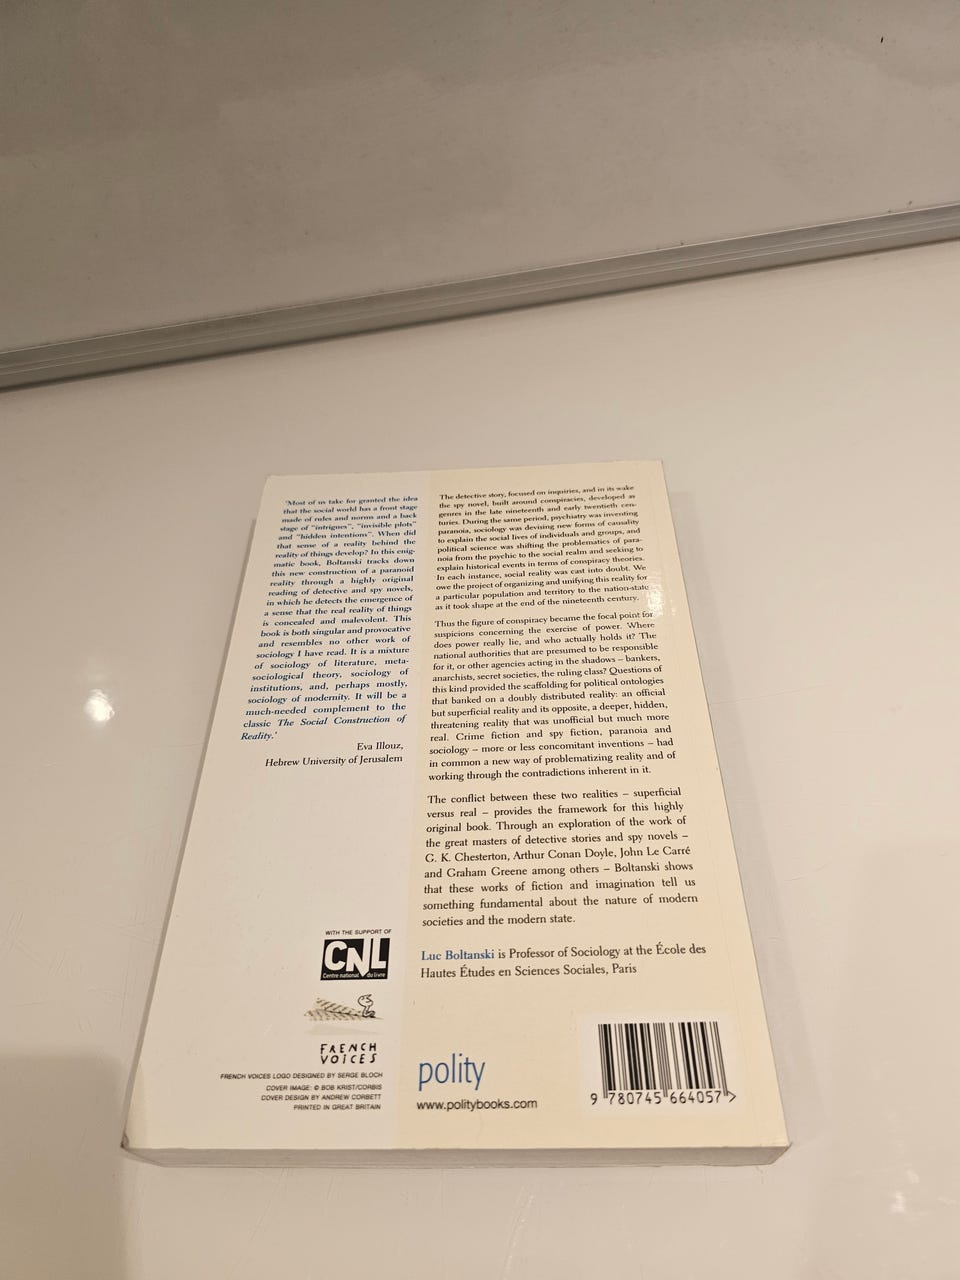 'Most of us take for granted the idea
that the social world has a front stage
made of rules and norms and a back
stage of "intrigues", "invisible plots"
and "hidden intentions". When did
that sense of a reality behind the
reality of things develop? In this enig-
matic book, Boltanski tracks down
this new construction of a paranoid
reality through a highly original
reading of detective and spy novels,
in which he detects the emergence of
a sense that the real reality of things
is concealed and malevolent. This
book is both singular and provocative
and resembles no other work of
sociology I have read. It is a mixture
of sociology of literature, meta-
sociological theory, sociology of
institutions, and, perhaps mostly,
sociology of modernity. It will be a
much-needed complement to the
classic The Social Construction of
Reality.'
Eva Illouz,
Hebrew University of Jerusalem
The detective story, focused on inquiries, and in its wake
the spy novel, built around conspiracies, developed as
genres in the late nineteenth and early twentieth cen-
turies. During the same period, psychiatry was inventing
paranoia, sociology was devising new forms of causality
to explain the social lives of individuals and groups, and
political science was shifting the problematics of para-
noia from the psychic to the social realm and seeking to
explain historical events in terms of conspiracy theories.
In each instance, social reality was cast into doubt. We
owe the project of organizing and unifying this reality for
a particular population and territory to the nation-state
as it took shape at the end of the nineteenth century.
Thus the figure of conspiracy became the focal point for
suspicions concerning the exercise of power. Where
does power really lie, and who actually holds it? The
national authorities that are presumed to be responsible
for it, or other agencies acting in the shadows – bankers,
anarchists, secret societies, the ruling class? Questions of
this kind provided the scaffolding for political ontologies
that banked on a doubly distributed reality: an official
but superficial reality and its opposite, a deeper, hidden,
threatening reality that was unofficial but much more
real. Crime fiction and spy fiction, paranoia and
sociology – more or less concomitant inventions – had
in common a new way of problematizing reality and of
working through the contradictions inherent in it.
The conflict between these two realities – superficial
versus real – provides the framework for this highly
original book. Through an exploration of the work of
the great masters of detective stories and spy novels –
G. K. Chesterton, Arthur Conan Doyle, John Le Carré
and Graham Greene among others – Boltanski shows
that these works of fiction and imagination tell us
something fundamental about the nature of modern
societies and the modern state.
Luc Boltanski is Professor of Sociology at the École des
Hautes Études en Sciences Sociales, Paris
WITH THE SUPPORT OF
CNL
Centre national du livre
FRENCH
VOICES
FRENCH VOICES LOGO DESIGNED BY SERGE BLOCH
COVER IMAGE: © BOB KRIST/CORBIS
COVER DESIGN BY ANDREW CORBETT
PRINTED IN GREAT BRITAIN
polity
www.politybooks.com
9 780745 664057 >